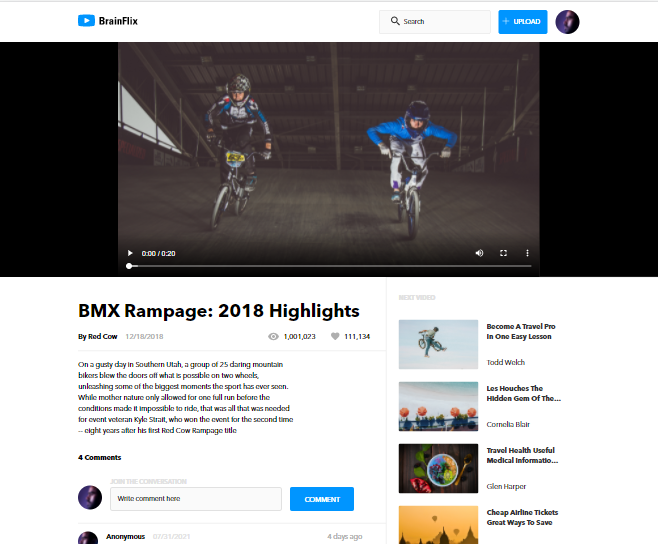 BrainFlix
Search
+ UPLOAD
0:00 / 0:20
BMX Rampage: 2018 Highlights
By Red Cow 12/18/2018 1,001,023 111,134
On a gusty day in Southern Utah, a group of 25 daring mountain
bikers blew the doors off what is possible on two wheels,
unleashing some of the biggest moments the sport has ever seen.
While mother nature only allowed for one full run before the
conditions made it impossible to ride, that was all that was needed
for event veteran Kyle Strait, who won the event for the second time
-- eight years after his first Red Cow Rampage title
4 Comments
JOIN THE CONVERSATION
Write comment here
COMMENT
Anonymous 07/31/2021 4 days ago
NEXT VIDEO
Become A Travel Pro
In One Easy Lesson
Todd Welch
Les Houches The
Hidden Gem Of The...
Cornelia Blair
Travel Health Useful
Medical Informatio...
Glen Harper
Cheap Airline Tickets
Great Ways To Save